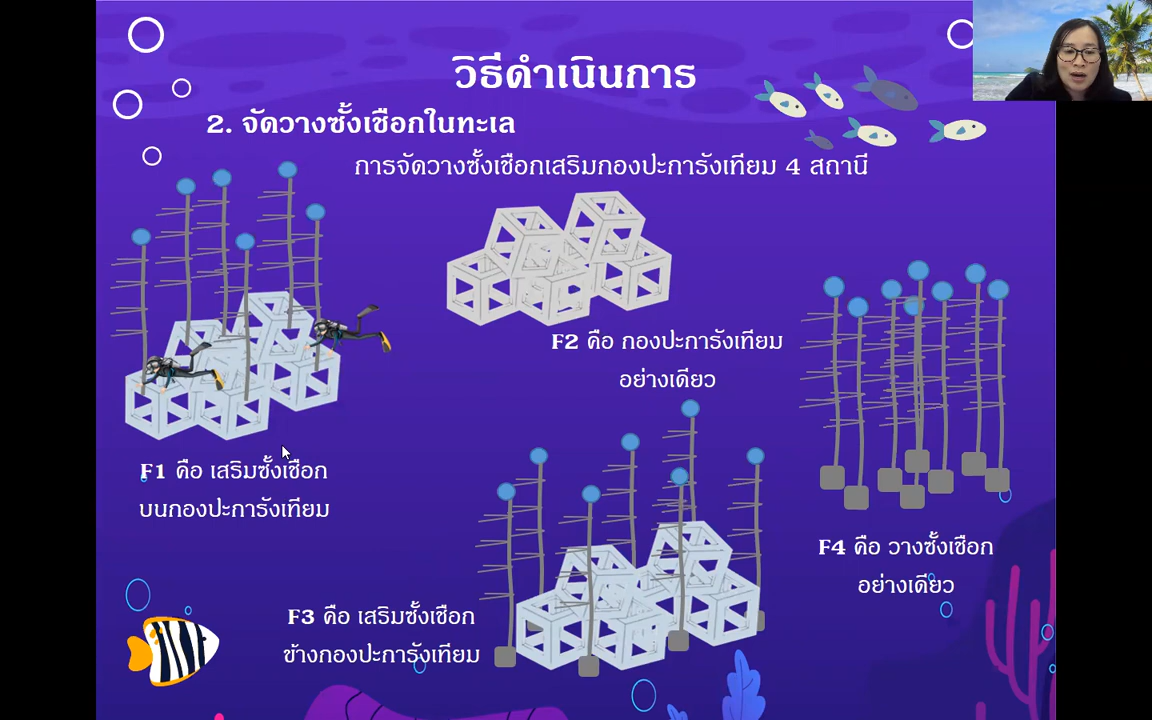 วิธีดำเนินการ
2. จัดวางซั้งเชือกในทะเล
การจัดวางซั้งเชือกเสริมกองปะการังเทียม 4 สถานี
F2 คือ กองปะการังเทียม
อย่างเดียว
F1 คือ เสริมซั้งเชือก
บนกองปะการังเทียม
F4 คือ วางซั้งเชือก
อย่างเดียว
F3 คือ เสริมซั้งเชือก
ข้างกองปะการังเทียม